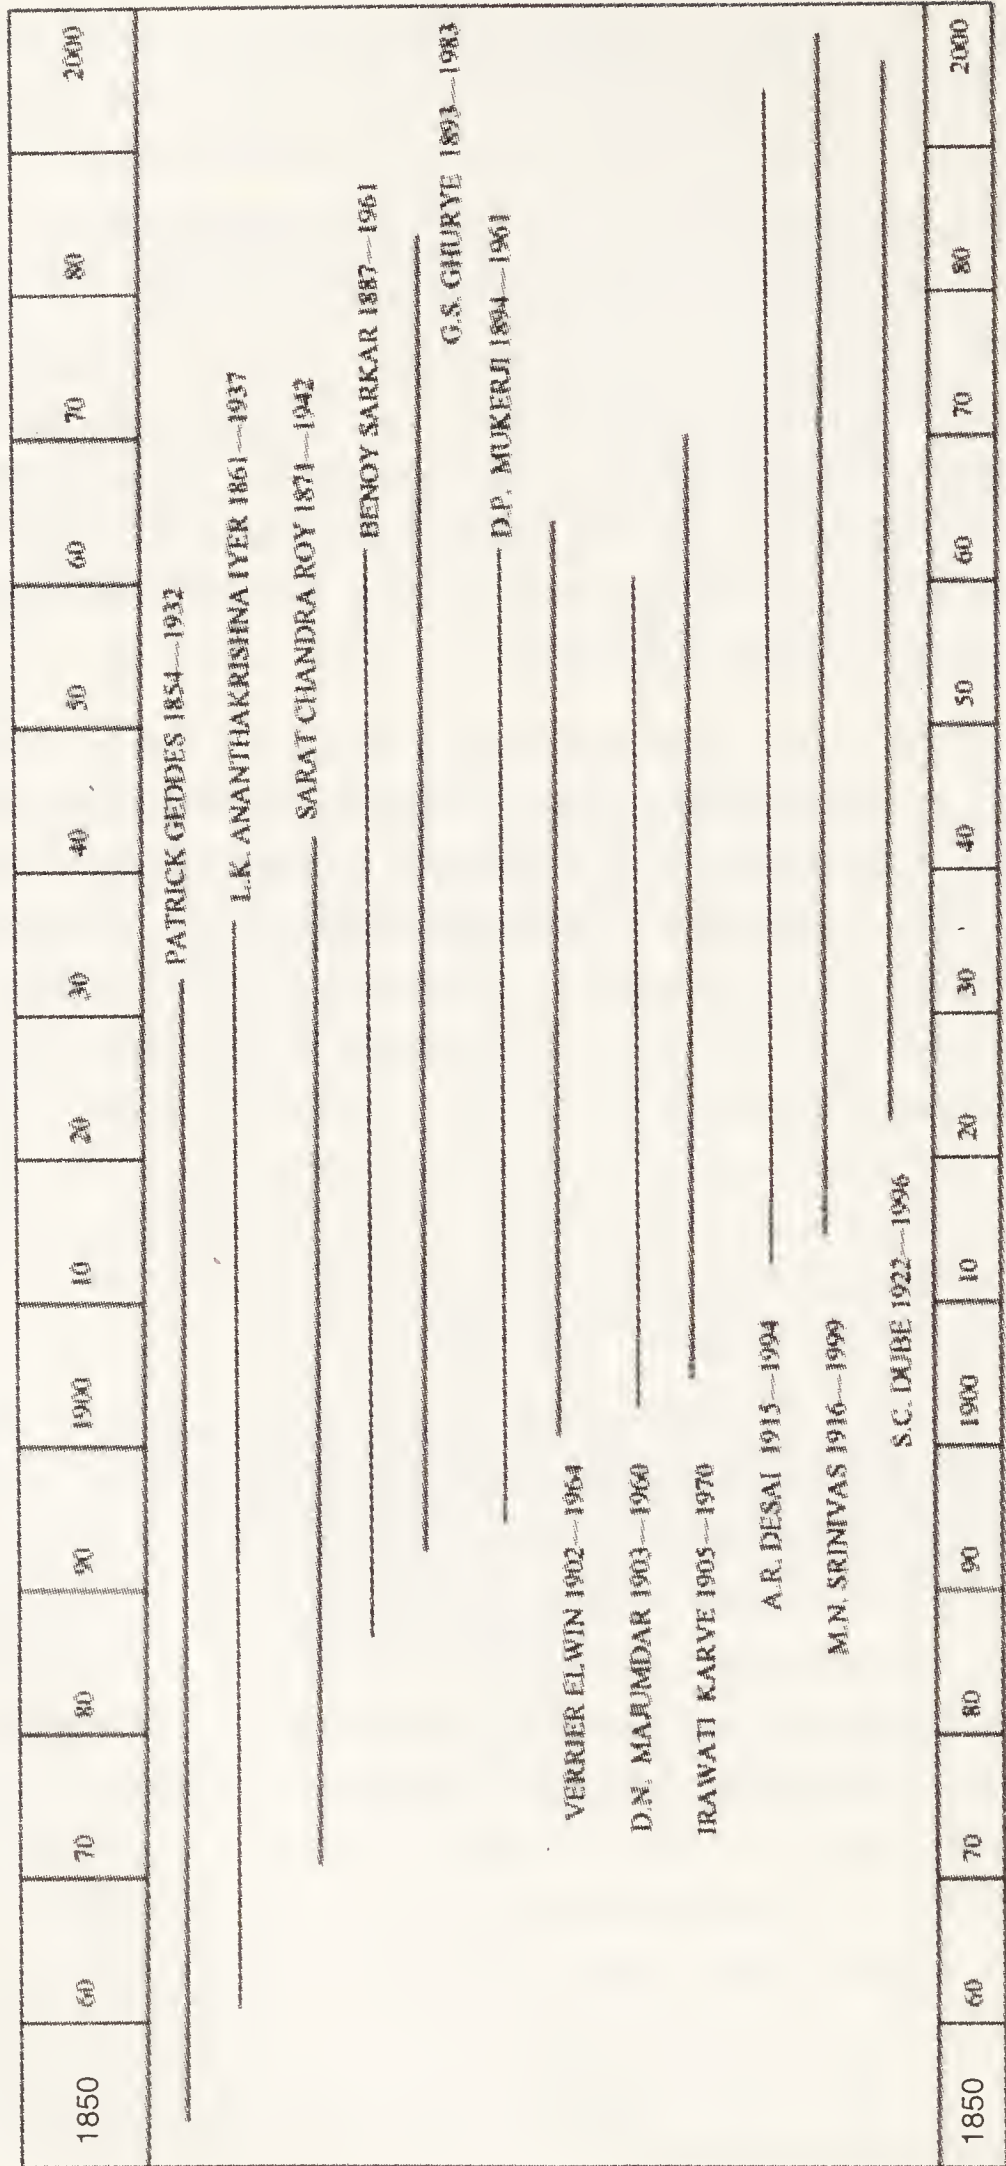 1850 60 70 80 90 1900 10 20 30 40 50 60 70 80 2000
PATRICK GEDDES 1854—1932
L.K. ANANTHAKRISHNA IYER 1861—1937
SARAT CHANDRA ROY 1871—1942
BENOY SARKAR 1887—1961
G.S. GHURYE 1893—1983
D.P. MUKERJI 1894—1961
VERRIER ELWIN 1902—1964
D.N. MAJUMDAR 1903—1960
IRAWATI KARVE 1905—1970
A.R. DESAI 1915—1994
M.N. SRINIVAS 1916—1999
S.C. DUBE 1922—1996
1850 60 70 80 90 1900 10 20 30 40 50 60 70 80 2000